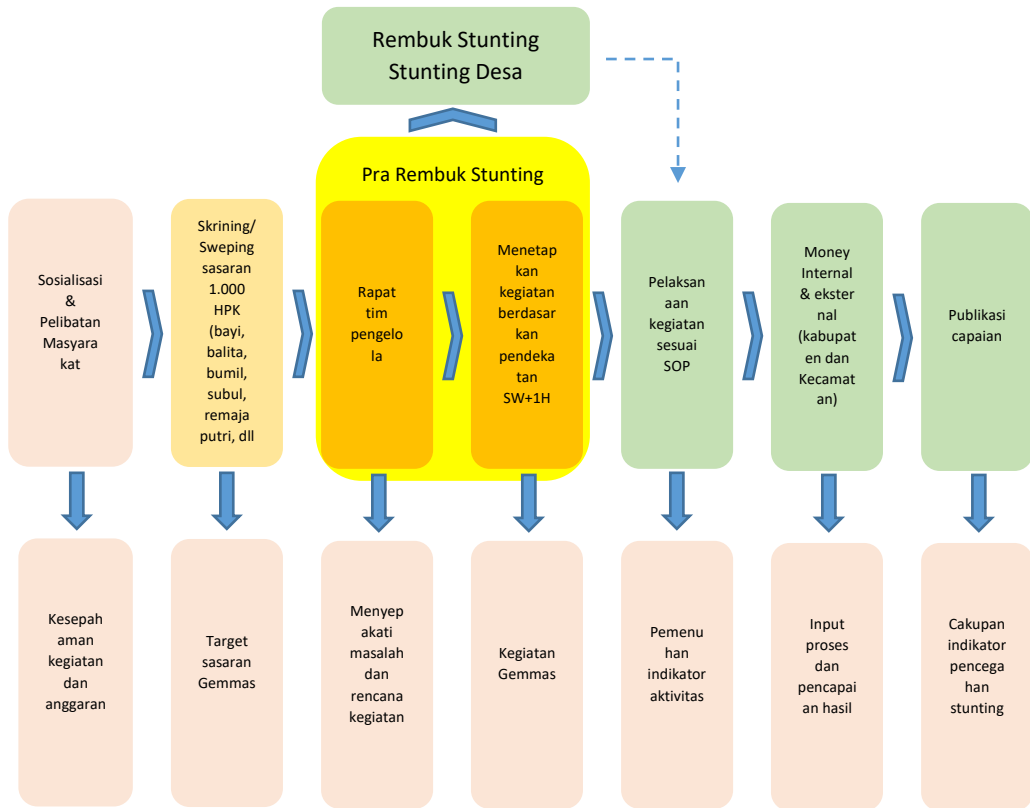 Rembuk Stunting
Stunting Desa
Pra Rembuk Stunting
Sosialisasi
&
Pelibatan
Masyara
kat
Skrining/
Sweping
sasaran
1.000
HPK
(bayi,
balita,
bumil,
subul,
remaja
putri, dll
Rapat
tim
pengelo
la
Menetap
kan
kegiatan
berdasar
kan
pendeka
tan
SW+1H
Pelaksan
aan
kegiatan
sesuai
SOP
Money
Internal
& ekster
nal
(kabupat
en dan
Kecamat
an)
Publikasi
capaian
Kesepah
aman
kegiatan
dan
anggaran
Target
sasaran
Gemmas
Menyep
akati
masalah
dan
rencana
kegiatan
Kegiatan
Gemmas
Pemenu
han
indikator
aktivitas
Input
proses
dan
pencapai
an hasil
Cakupan
indikator
pencega
han
stunting